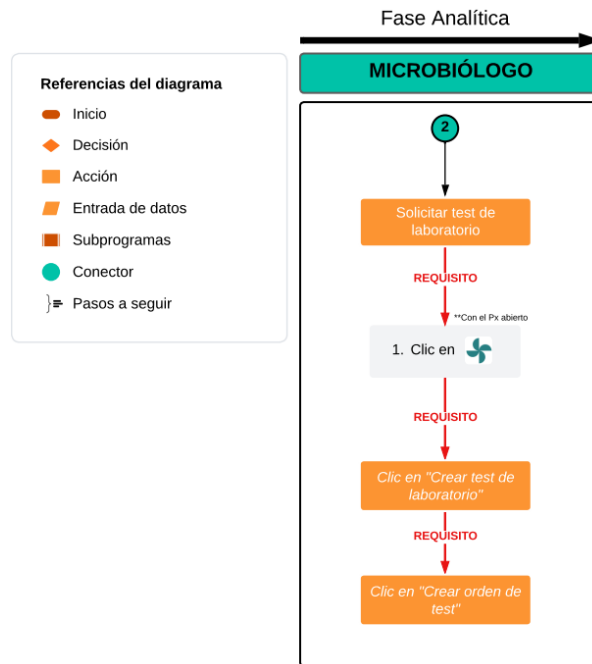 Fase Analítica
MICROBIÓLOGO
Referencias del diagrama
Inicio
Decisión
Acción
Entrada de datos
Subprogramas
Conector
Pasos a seguir
2
Solicitar test de
laboratorio
REQUISITO
**Con el Px abierto
1. Clic en
REQUISITO
Clic en "Crear test de
laboratorio"
REQUISITO
Clic en "Crear orden de
test"